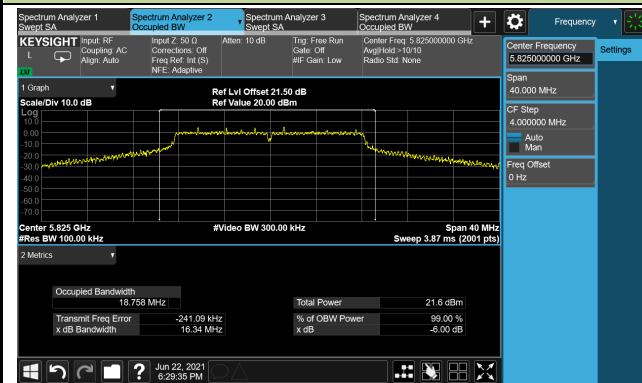 Spectrum Analyzer 1
Swept SA
Spectrum Analyzer 2
Occupied BW
Spectrum Analyzer 3
Swept SA
Spectrum Analyzer 4
Occupied BW
+
Frequency
KEYSIGHT
L
Input: RF
Coupling: AC
Align: Auto
Input Z: 50 Ω
Corrections: Off
Freq Ref: Int (S)
NFE: Adaptive
Atten: 10 dB
Trig: Free Run
Gate: Off
#IF Gain: Low
Center Freq: 5.825000000 GHz
Avg|Hold:>10/10
Radio Std: None
Center Frequency
5.825000000 GHz
Settings
Span
40.000 MHz
CF Step
4.000000 MHz
Auto
Man
Freq Offset
0 Hz
1 Graph
Scale/Div 10.0 dB
Ref Lvl Offset 21.50 dB
Ref Value 20.00 dBm
Log
10.0
0.00
-10.0
-20.0
-30.0
-40.0
-50.0
-60.0
-70.0
Center 5.825 GHz
#Res BW 100.00 kHz
#Video BW 300.00 kHz
Span 40 MHz
Sweep 3.87 ms (2001 pts)
2 Metrics
Occupied Bandwidth
18.758 MHz
Total Power
21.6 dBm
Transmit Freq Error
-241.09 kHz
% of OBW Power
99.00 %
x dB Bandwidth
16.34 MHz
x dB
-6.00 dB
?
Jun 22, 2021
6:29:35 PM